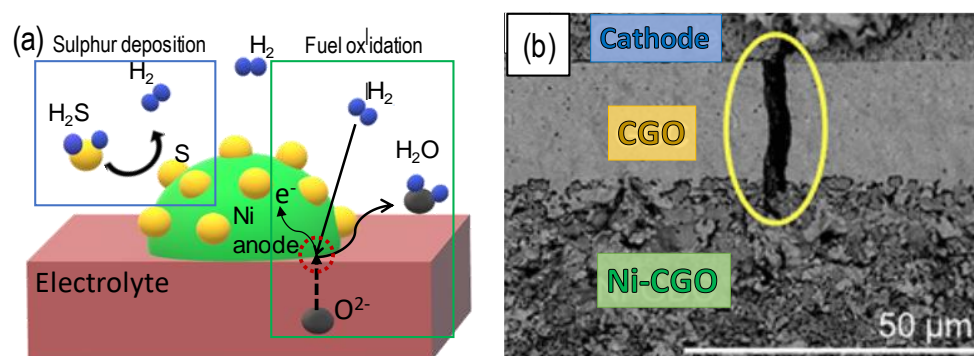 (a)
Sulphur deposition
H₂
Fuel oxidation
H₂
H₂S
H₂
S
H₂O
e⁻
Ni
anode
Electrolyte
O²⁻
(b)
Cathode
CGO
Ni-CGO
50 µm